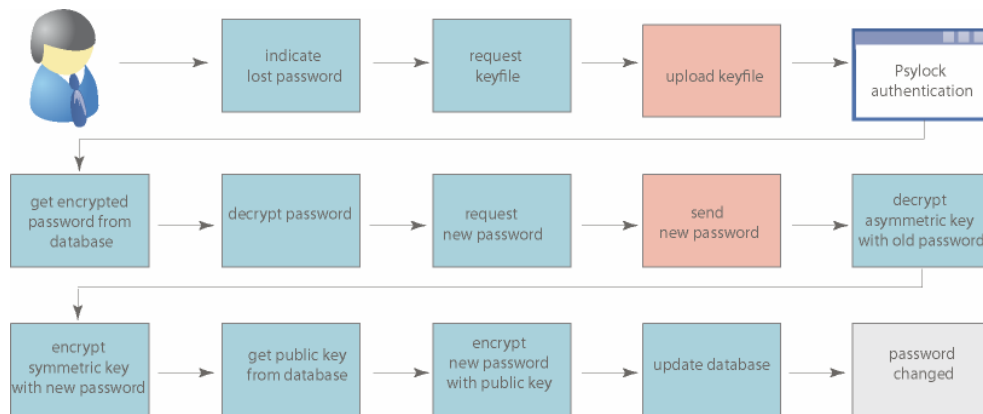 indicate
lost password
request
keyfile
upload keyfile
Psylock
authentication
get encrypted
password from
database
decrypt password
request
new password
send
new password
decrypt
asymmetric key
with old password
encrypt
symmetric key
with new password
get public key
from database
encrypt
new password
with public key
update database
password
changed